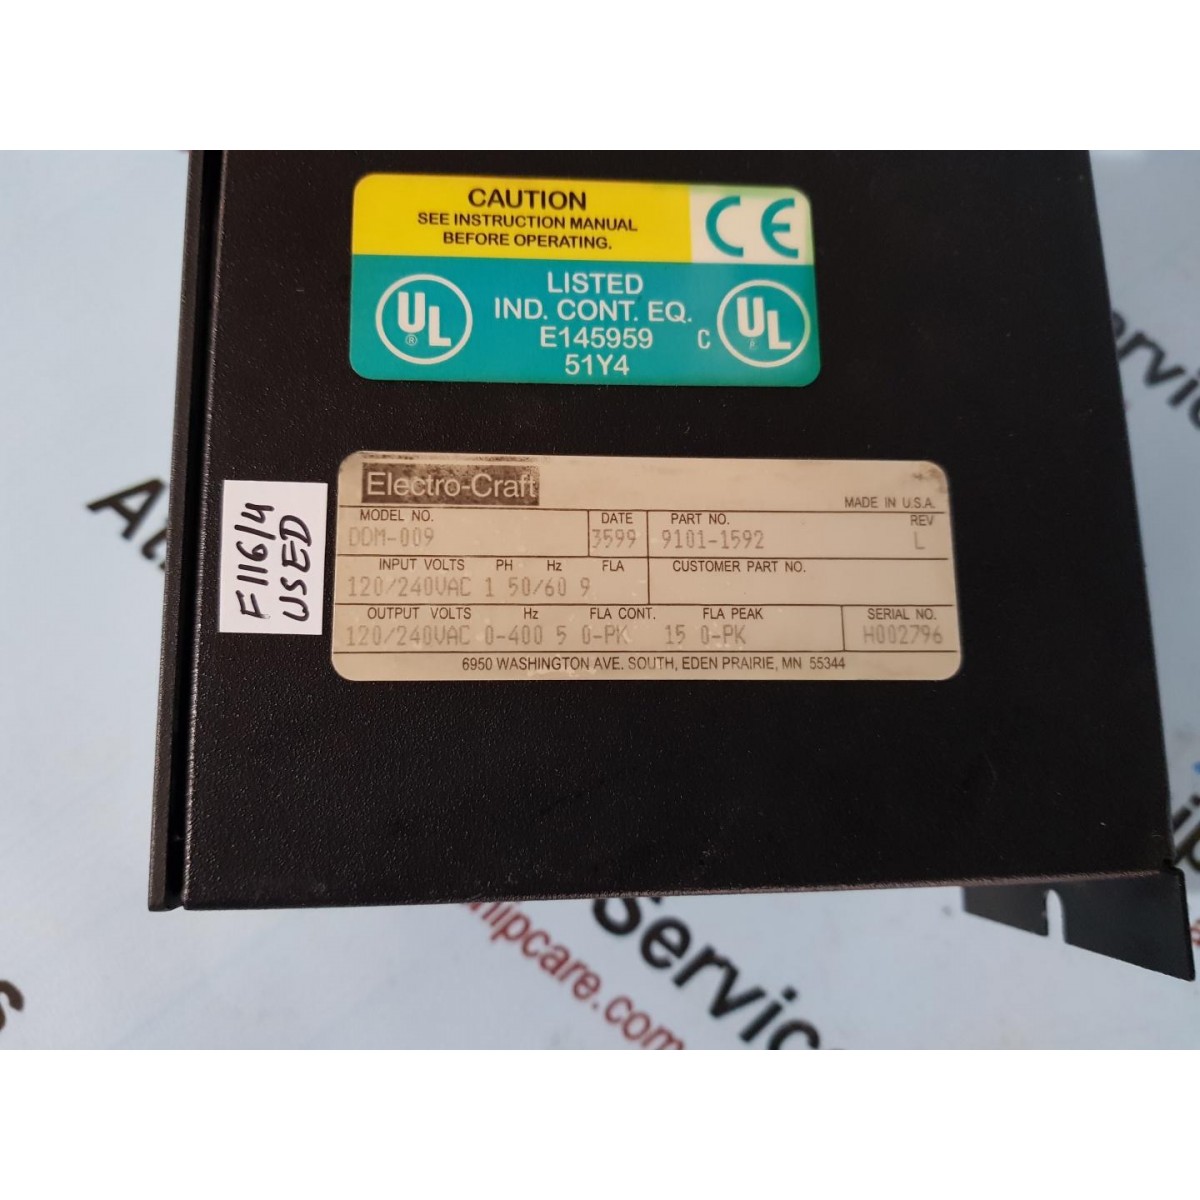 CAUTION
SEE INSTRUCTION MANUAL
BEFORE OPERATING.
CE
UL
®
LISTED
IND. CONT. EQ.
E145959
51Y4
C UL
Electro-Craft
MADE IN U.S.A.
MODEL NO. DATE PART NO. REV
DDM-009 3599 9101-1592 L
INPUT VOLTS PH Hz FLA CUSTOMER PART NO.
120/240VAC 1 50/60 9
OUTPUT VOLTS Hz FLA CONT. FLA PEAK SERIAL NO.
120/240VAC 0-400 5 0-PK 15 0-PK H002796
6950 WASHINGTON AVE. SOUTH, EDEN PRAIRIE, MN 55344
F116/4
USED
Service